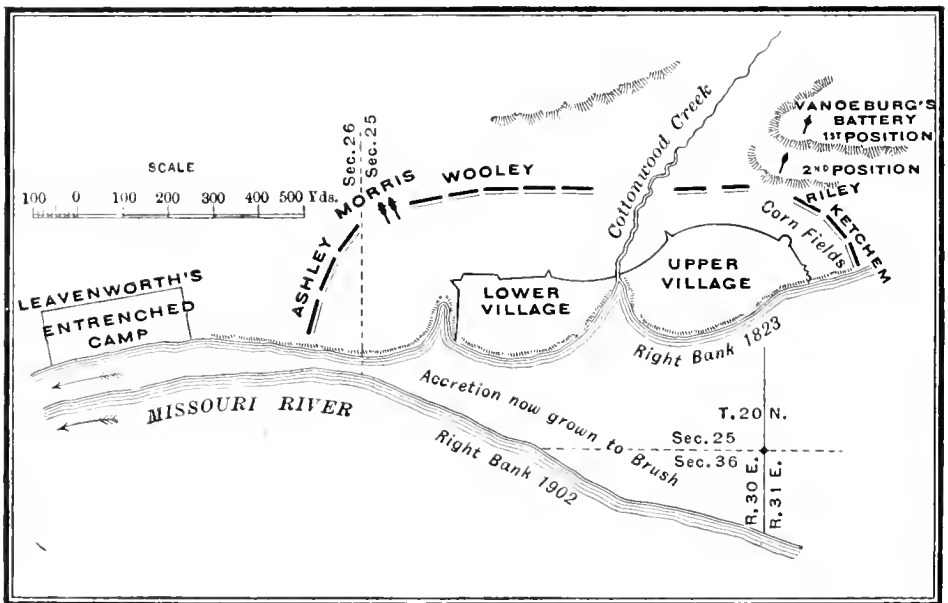 VANOEBURG'S
BATTERY
1ST POSITION
2ND POSITION
Cottonwood Creek
SCALE
100 0 100 200 300 400 500 Yds.
Sec. 26
Sec. 25
ASHLEY
MORRIS
WOOLEY
RILEY
KETCHEM
Corn Fields
LEAVENWORTH'S
ENTRENCHED
CAMP
LOWER
VILLAGE
UPPER
VILLAGE
Right Bank 1823
Accretion now grown to Brush
MISSOURI RIVER
Right Bank 1902
T. 20 N.
Sec. 25
Sec. 36
R. 30 E.
R. 31 E.